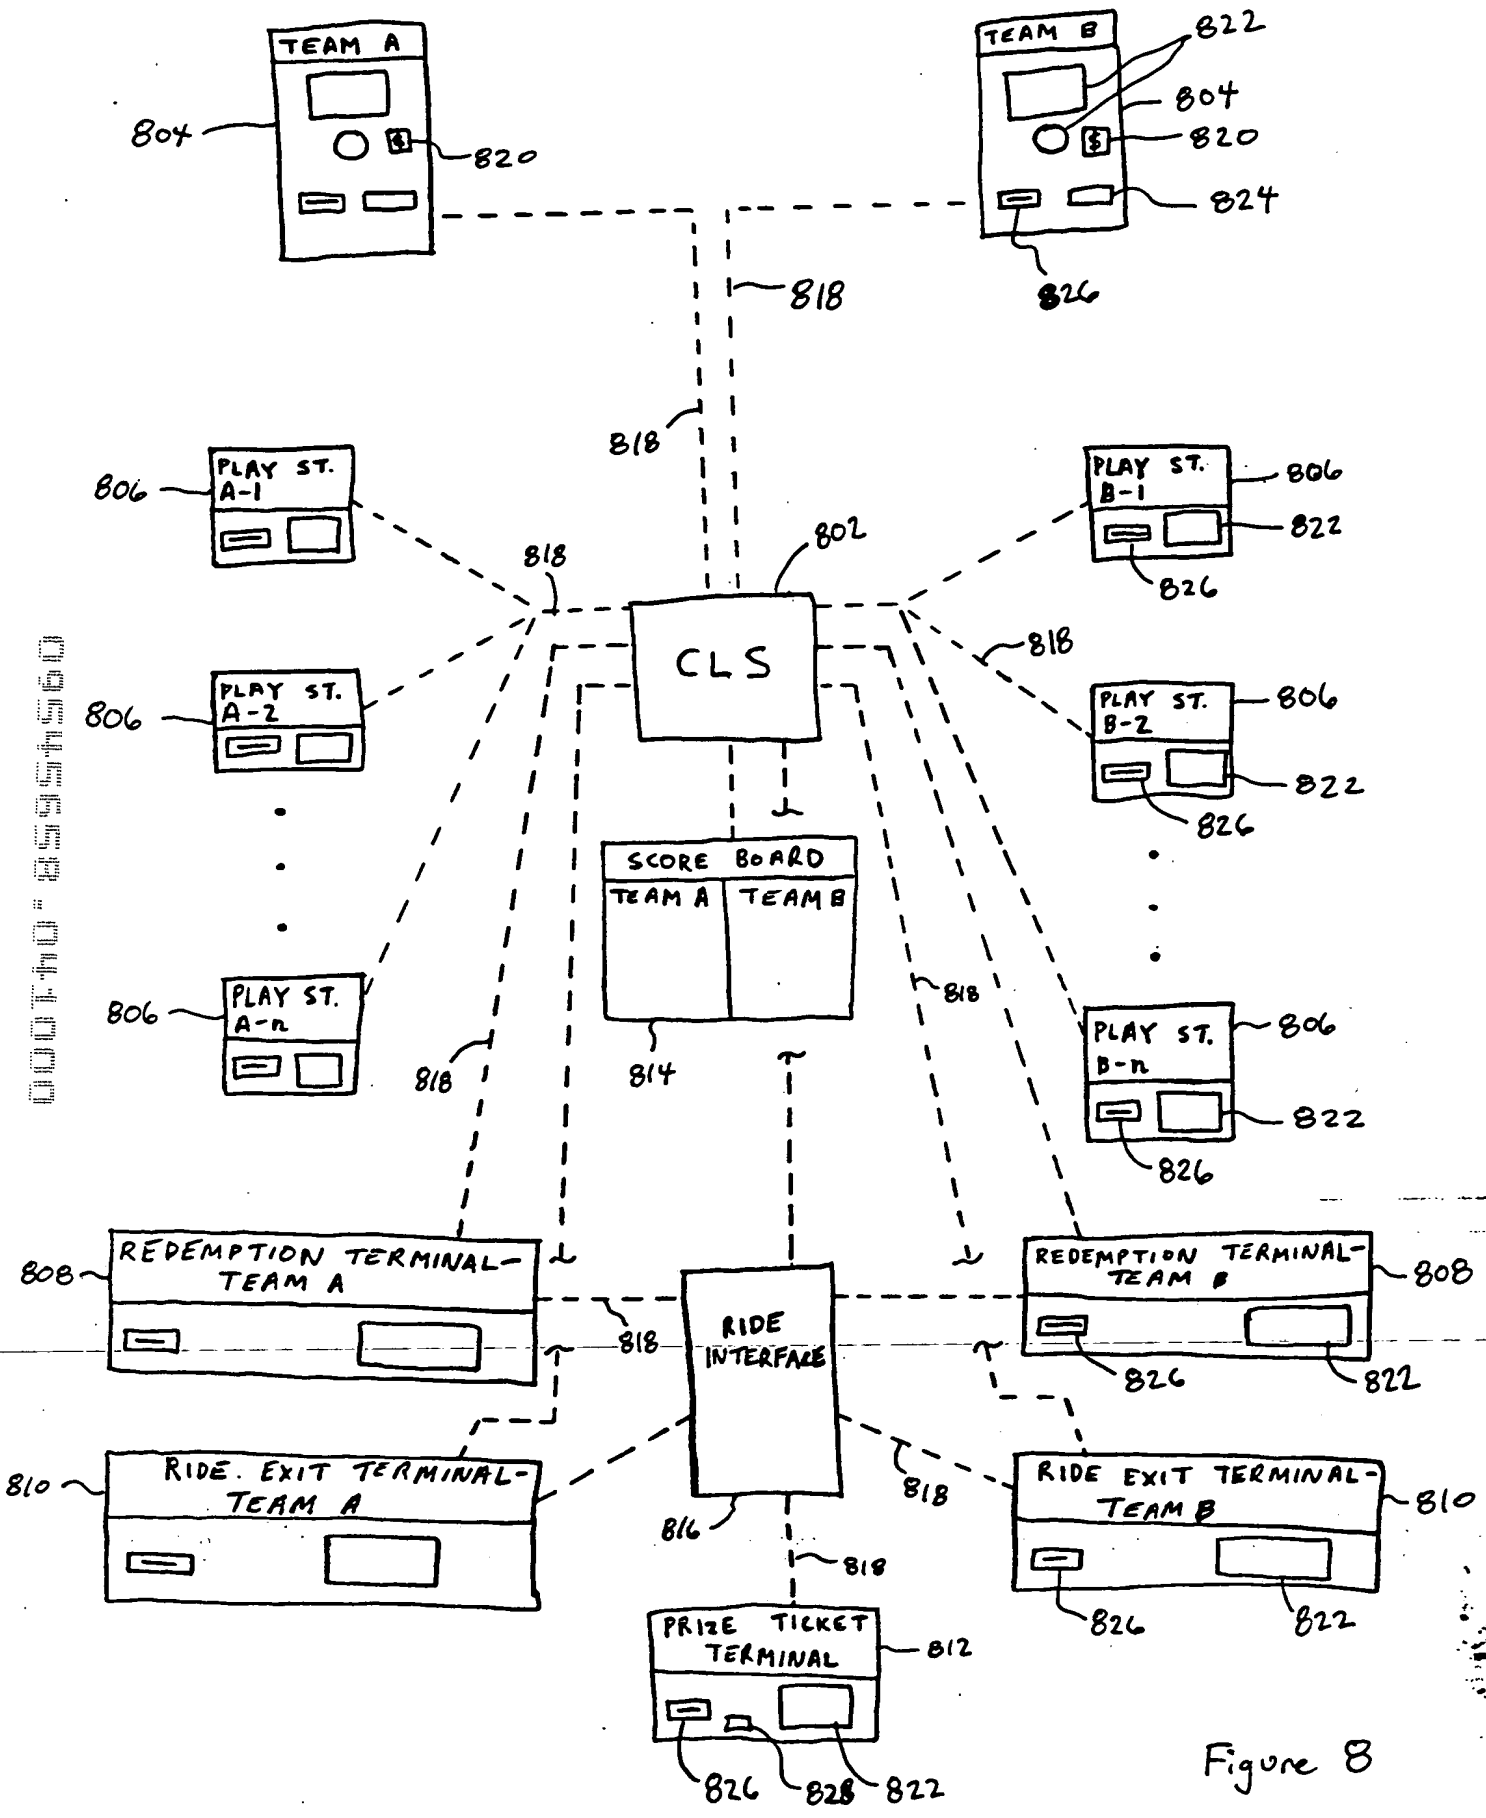 TEAM A
TEAM B
822
804
820
804
820
824
826
818
818
PLAY ST.
A-1
806
PLAY ST.
B-1
806
822
826
802
818
CLS
818
PLAY ST.
A-2
806
PLAY ST.
B-2
806
822
826
SCORE BOARD
TEAM A
TEAM B
814
818
818
PLAY ST.
A-n
806
PLAY ST.
B-n
806
822
826
09545658.041000
REDEMPTION TERMINAL-
TEAM A
808
818
RIDE
INTERFACE
816
REDEMPTION TERMINAL-
TEAM B
808
826
822
RIDE. EXIT TERMINAL-
TEAM A
810
818
818
RIDE EXIT TERMINAL-
TEAM B
810
826
822
PRIZE TICKET
TERMINAL
812
826
828
822
Figure 8